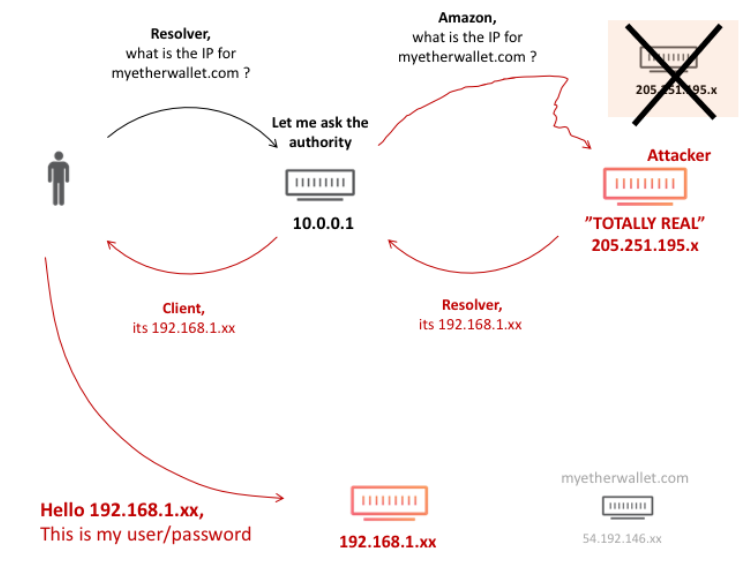 Resolver,
what is the IP for
myetherwallet.com ?
Amazon,
what is the IP for
myetherwallet.com ?
205.251.195.x
Let me ask the
authority
10.0.0.1
Attacker
”TOTALLY REAL”
205.251.195.x
Client,
its 192.168.1.xx
Resolver,
its 192.168.1.xx
Hello 192.168.1.xx,
This is my user/password
192.168.1.xx
myetherwallet.com
54.192.146.xx